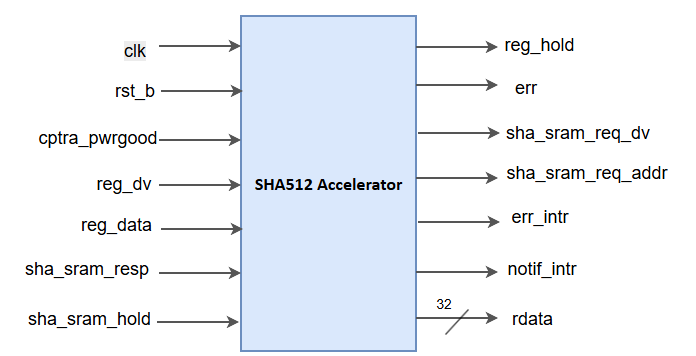 clk
rst_b
cptra_pwrgood
reg_dv
reg_data
sha_sram_resp
sha_sram_hold
SHA512 Accelerator
reg_hold
err
sha_sram_req_dv
sha_sram_req_addr
err_intr
notif_intr
32
rdata